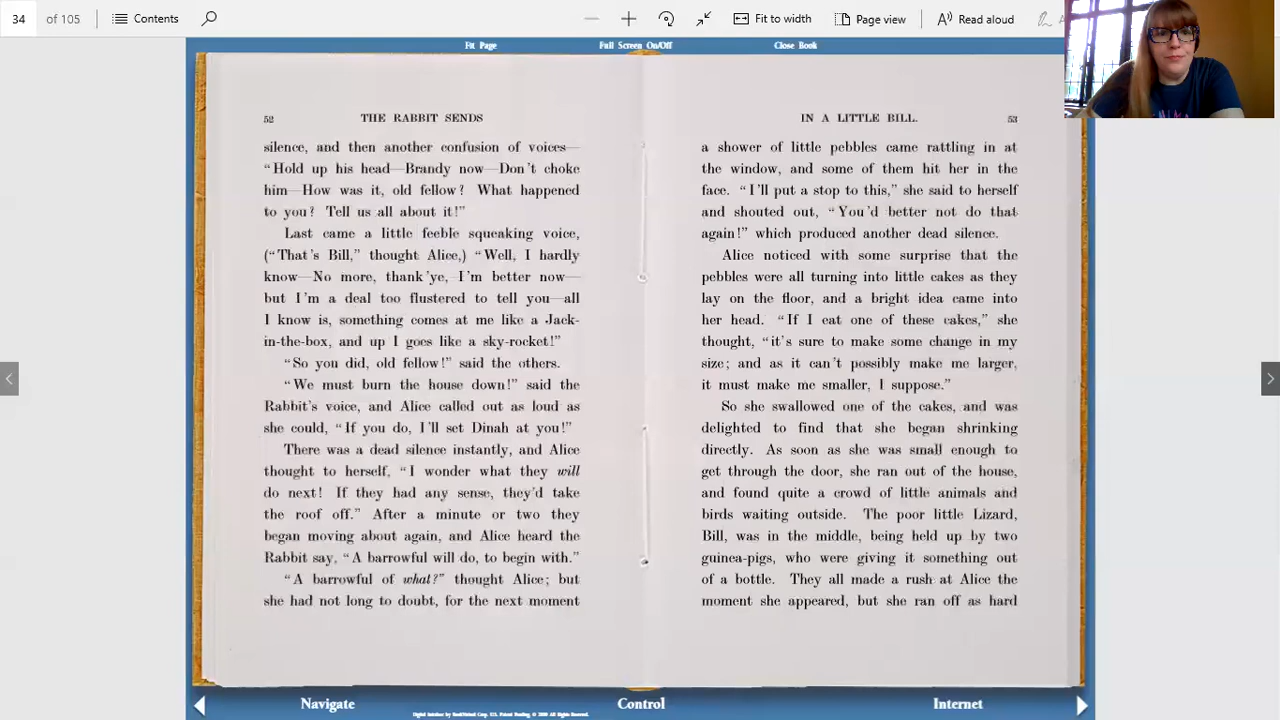 34 of 105 Contents Fit to width Page view Read aloud
Fit Page Full Screen On/Off Close Book
52 THE RABBIT SENDS
silence, and then another confusion of voices—
“Hold up his head—Brandy now—Don't choke
him—How was it, old fellow? What happened
to you? Tell us all about it!”
Last came a little feeble squeaking voice,
(“That's Bill,” thought Alice,) “Well, I hardly
know—No more, thank'ye, I'm better now—
but I'm a deal too flustered to tell you—all
I know is, something comes at me like a Jack-
in-the-box, and up I goes like a sky-rocket!”
“So you did, old fellow!” said the others.
“We must burn the house down!” said the
Rabbit's voice, and Alice called out as loud as
she could, “If you do, I'll set Dinah at you!”
There was a dead silence instantly, and Alice
thought to herself, “I wonder what they will
do next! If they had any sense, they'd take
the roof off.” After a minute or two they
began moving about again, and Alice heard the
Rabbit say, “A barrowful will do, to begin with.”
“A barrowful of what?” thought Alice; but
she had not long to doubt, for the next moment
IN A LITTLE BILL. 53
a shower of little pebbles came rattling in at
the window, and some of them hit her in the
face. “I'll put a stop to this,” she said to herself
and shouted out, “You'd better not do that
again!” which produced another dead silence.
Alice noticed with some surprise that the
pebbles were all turning into little cakes as they
lay on the floor, and a bright idea came into
her head. “If I eat one of these cakes,” she
thought, “it's sure to make some change in my
size; and as it can't possibly make me larger,
it must make me smaller, I suppose.”
So she swallowed one of the cakes, and was
delighted to find that she began shrinking
directly. As soon as she was small enough to
get through the door, she ran out of the house,
and found quite a crowd of little animals and
birds waiting outside. The poor little Lizard,
Bill, was in the middle, being held up by two
guinea-pigs, who were giving it something out
of a bottle. They all made a rush at Alice the
moment she appeared, but she ran off as hard
Navigate Control Internet